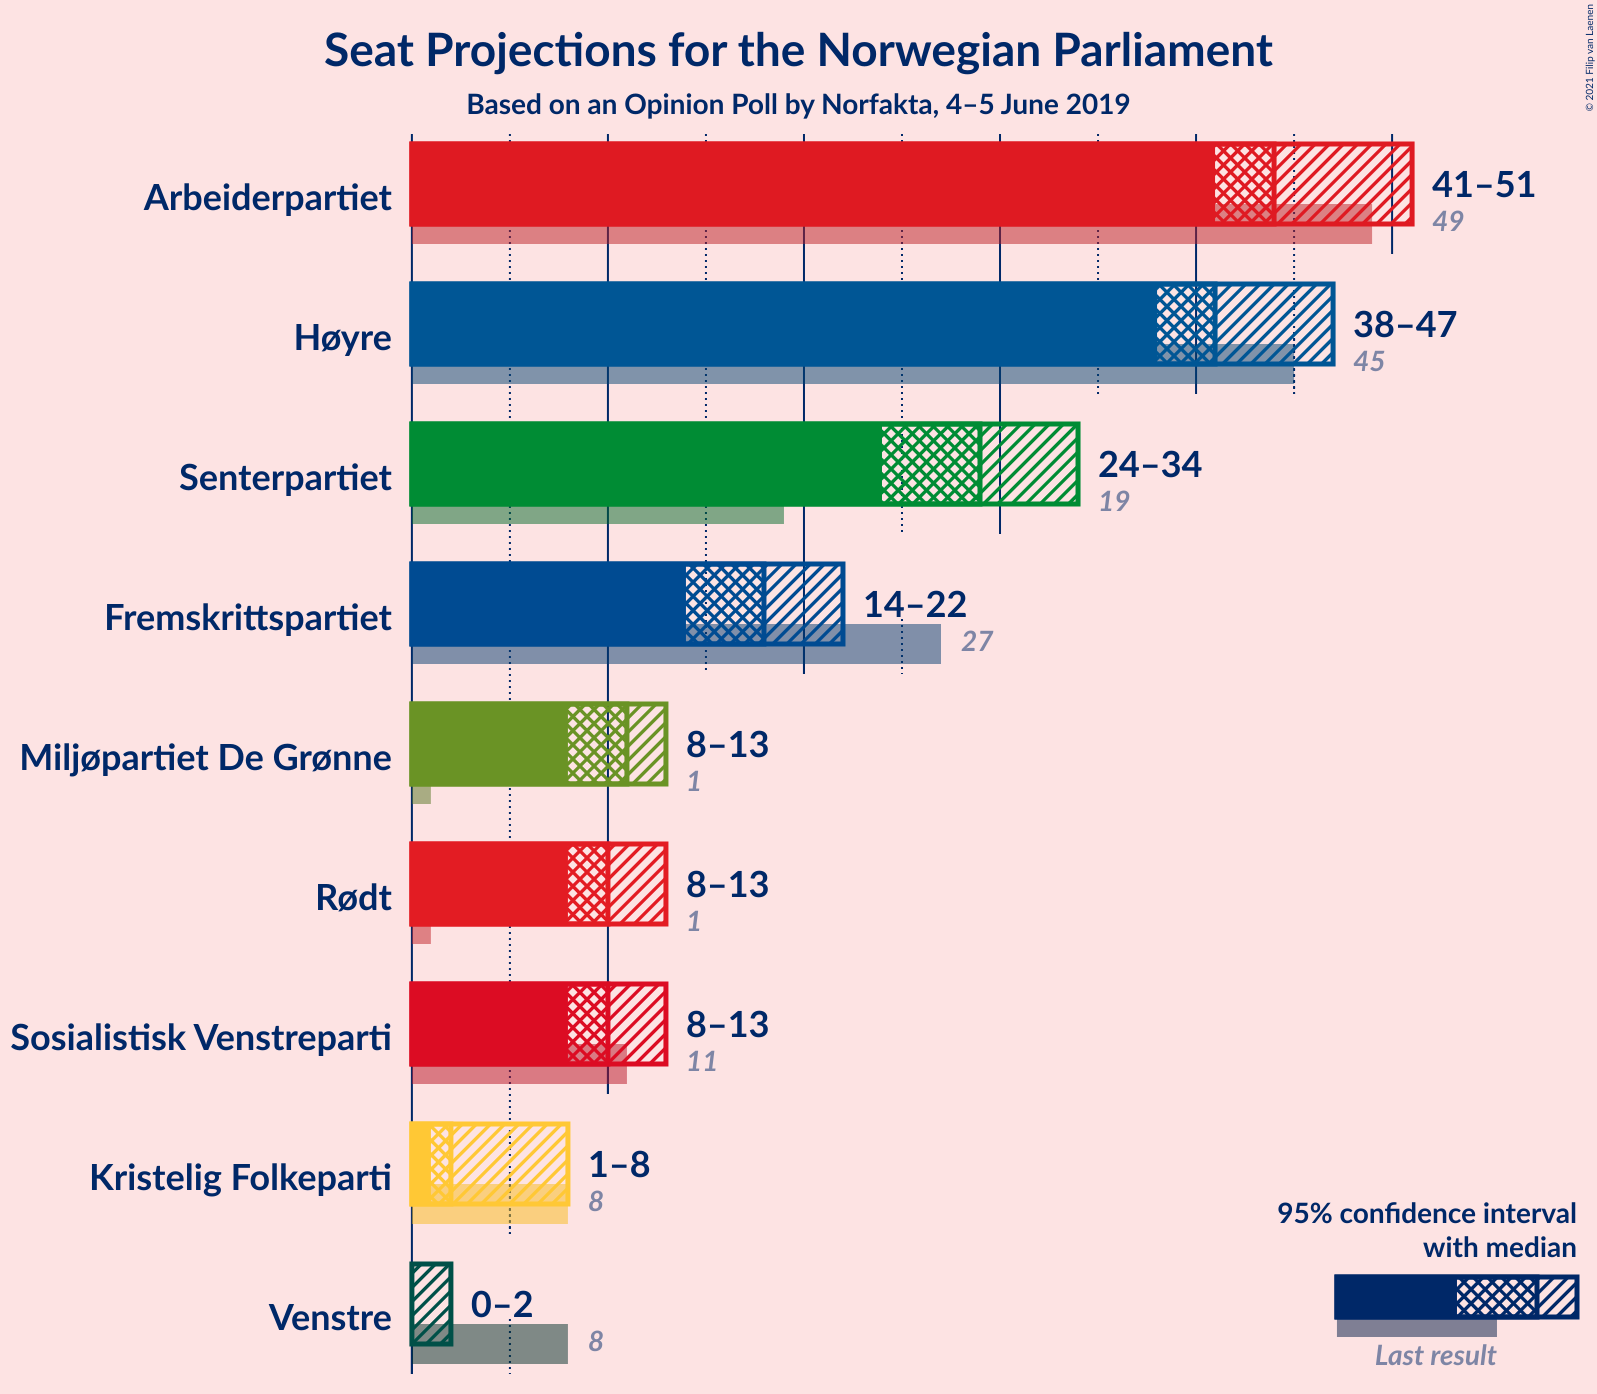 Seat Projections for the Norwegian Parliament
Based on an Opinion Poll by Norfakta, 4–5 June 2019
© 2021 Filip van Laenen
Arbeiderpartiet
41–51
49
Høyre
38–47
45
Senterpartiet
24–34
19
Fremskrittspartiet
14–22
27
Miljøpartiet De Grønne
8–13
1
Rødt
8–13
1
Sosialistisk Venstreparti
8–13
11
Kristelig Folkeparti
1–8
8
Venstre
0–2
8
95% confidence interval
with median
Last result